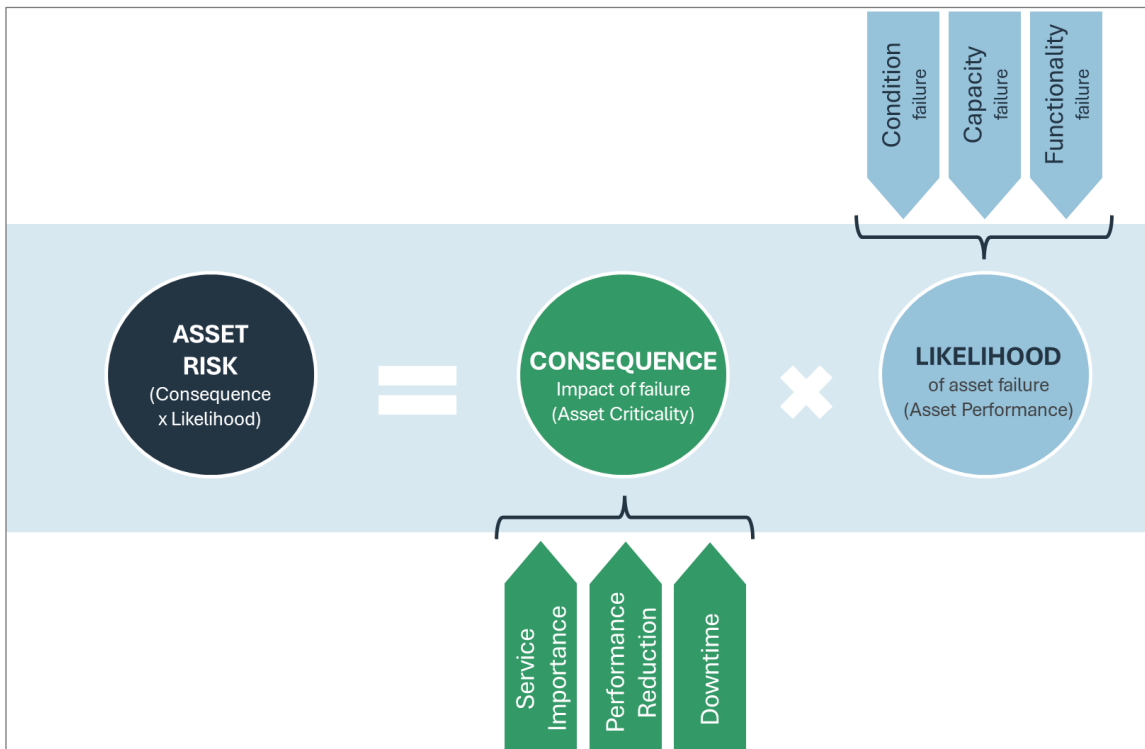 Condition
failure
Capacity
failure
Functionality
failure
ASSET
RISK
(Consequence
x Likelihood)
CONSEQUENCE
Impact of failure
(Asset Criticality)
LIKELIHOOD
of asset failure
(Asset Performance)
Service
Importance
Performance
Reduction
Downtime